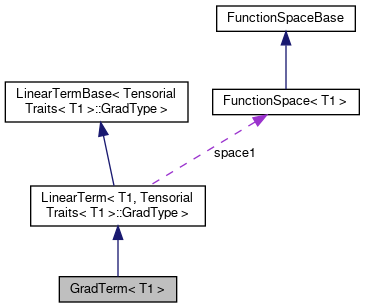 FunctionSpaceBase
LinearTermBase< Tensorial
Traits< T1 >::GradType >
FunctionSpace< T1 >
space1
LinearTerm< T1, Tensorial
Traits< T1 >::GradType >
GradTerm< T1 >